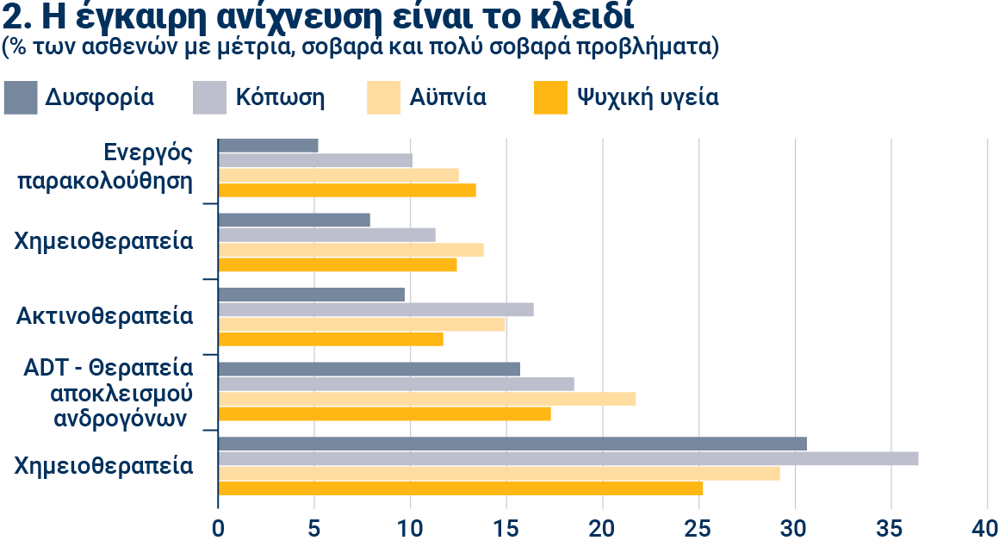 2. Η έγκαιρη ανίχνευση είναι το κλειδί
(% των ασθενών με μέτρια, σοβαρά και πολύ σοβαρά προβλήματα)
Δυσφορία Κόπωση Αϋπνία Ψυχική υγεία
Ενεργός
παρακολούθηση
Χημειοθεραπεία
Ακτινοθεραπεία
ADT - Θεραπεία
αποκλεισμού
ανδρογόνων
Χημειοθεραπεία
0 5 10 15 20 25 30 35 40